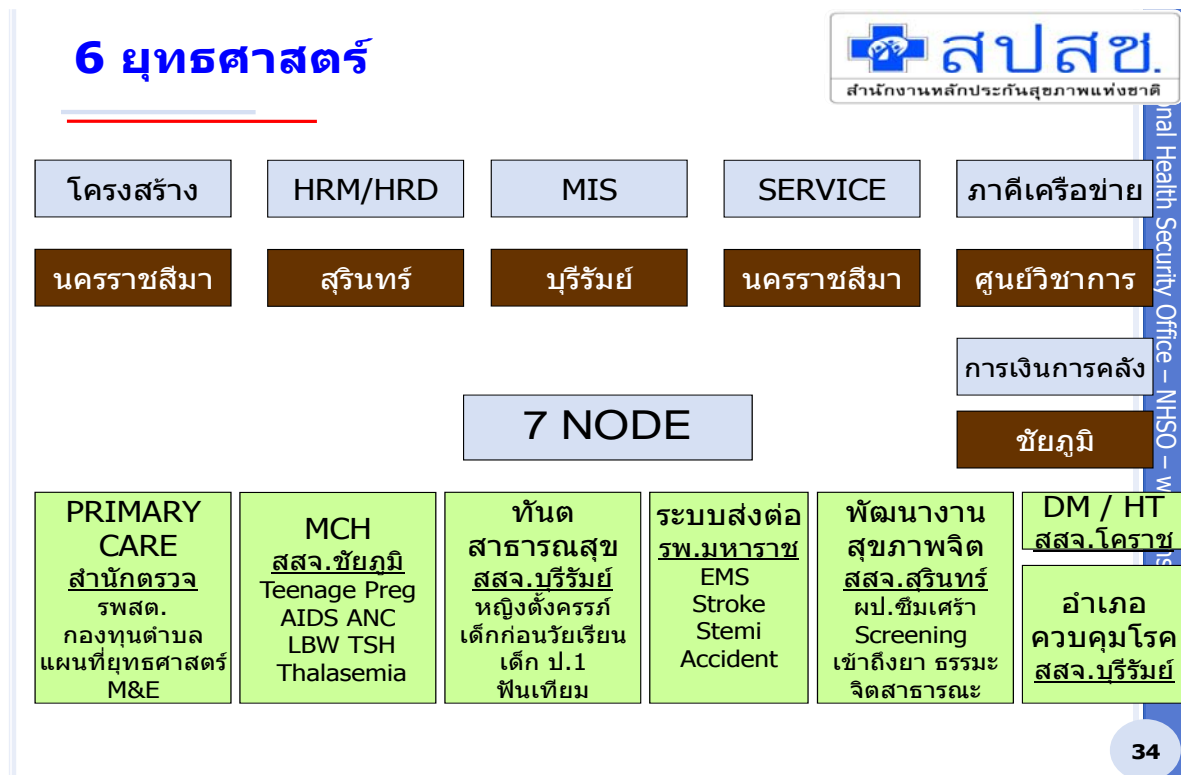 6 ยุทธศาสตร์
สปสช.
สำนักงานหลักประกันสุขภาพแห่งชาติ
โครงสร้าง
HRM/HRD
MIS
SERVICE
ภาคีเครือข่าย
นครราชสีมา
สุรินทร์
บุรีรัมย์
นครราชสีมา
ศูนย์วิชาการ
การเงินการคลัง
ชัยภูมิ
7 NODE
PRIMARY
CARE
สำนักตรวจ
รพสต.
กองทุนตำบล
แผนที่ยุทธศาสตร์
M&E
MCH
สสจ.ชัยภูมิ
Teenage Preg
AIDS ANC
LBW TSH
Thalasemia
ทันต
สาธารณสุข
สสจ.บุรีรัมย์
หญิงตั้งครรภ์
เด็กก่อนวัยเรียน
เด็ก ป.1
ฟันเทียม
ระบบส่งต่อ
รพ.มหาราช
EMS
Stroke
Stemi
Accident
พัฒนางาน
สุขภาพจิต
สสจ.สุรินทร์
ผป.ซึมเศร้า
Screening
เข้าถึงยา ธรรมะ
จิตสาธารณะ
DM / HT
สสจ.โคราช
อำเภอ
ควบคุมโรค
สสจ.บุรีรัมย์
Health Security Office – NHSO –
34